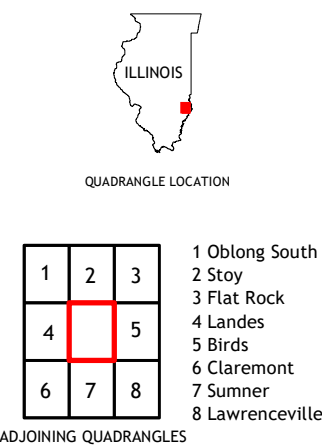 ILLINOIS
QUADRANGLE LOCATION
1 2 3
4 5
6 7 8
1 Oblong South
2 Stoy
3 Flat Rock
4 Landes
5 Birds
6 Claremont
7 Sumner
8 Lawrenceville
ADJOINING QUADRANGLES